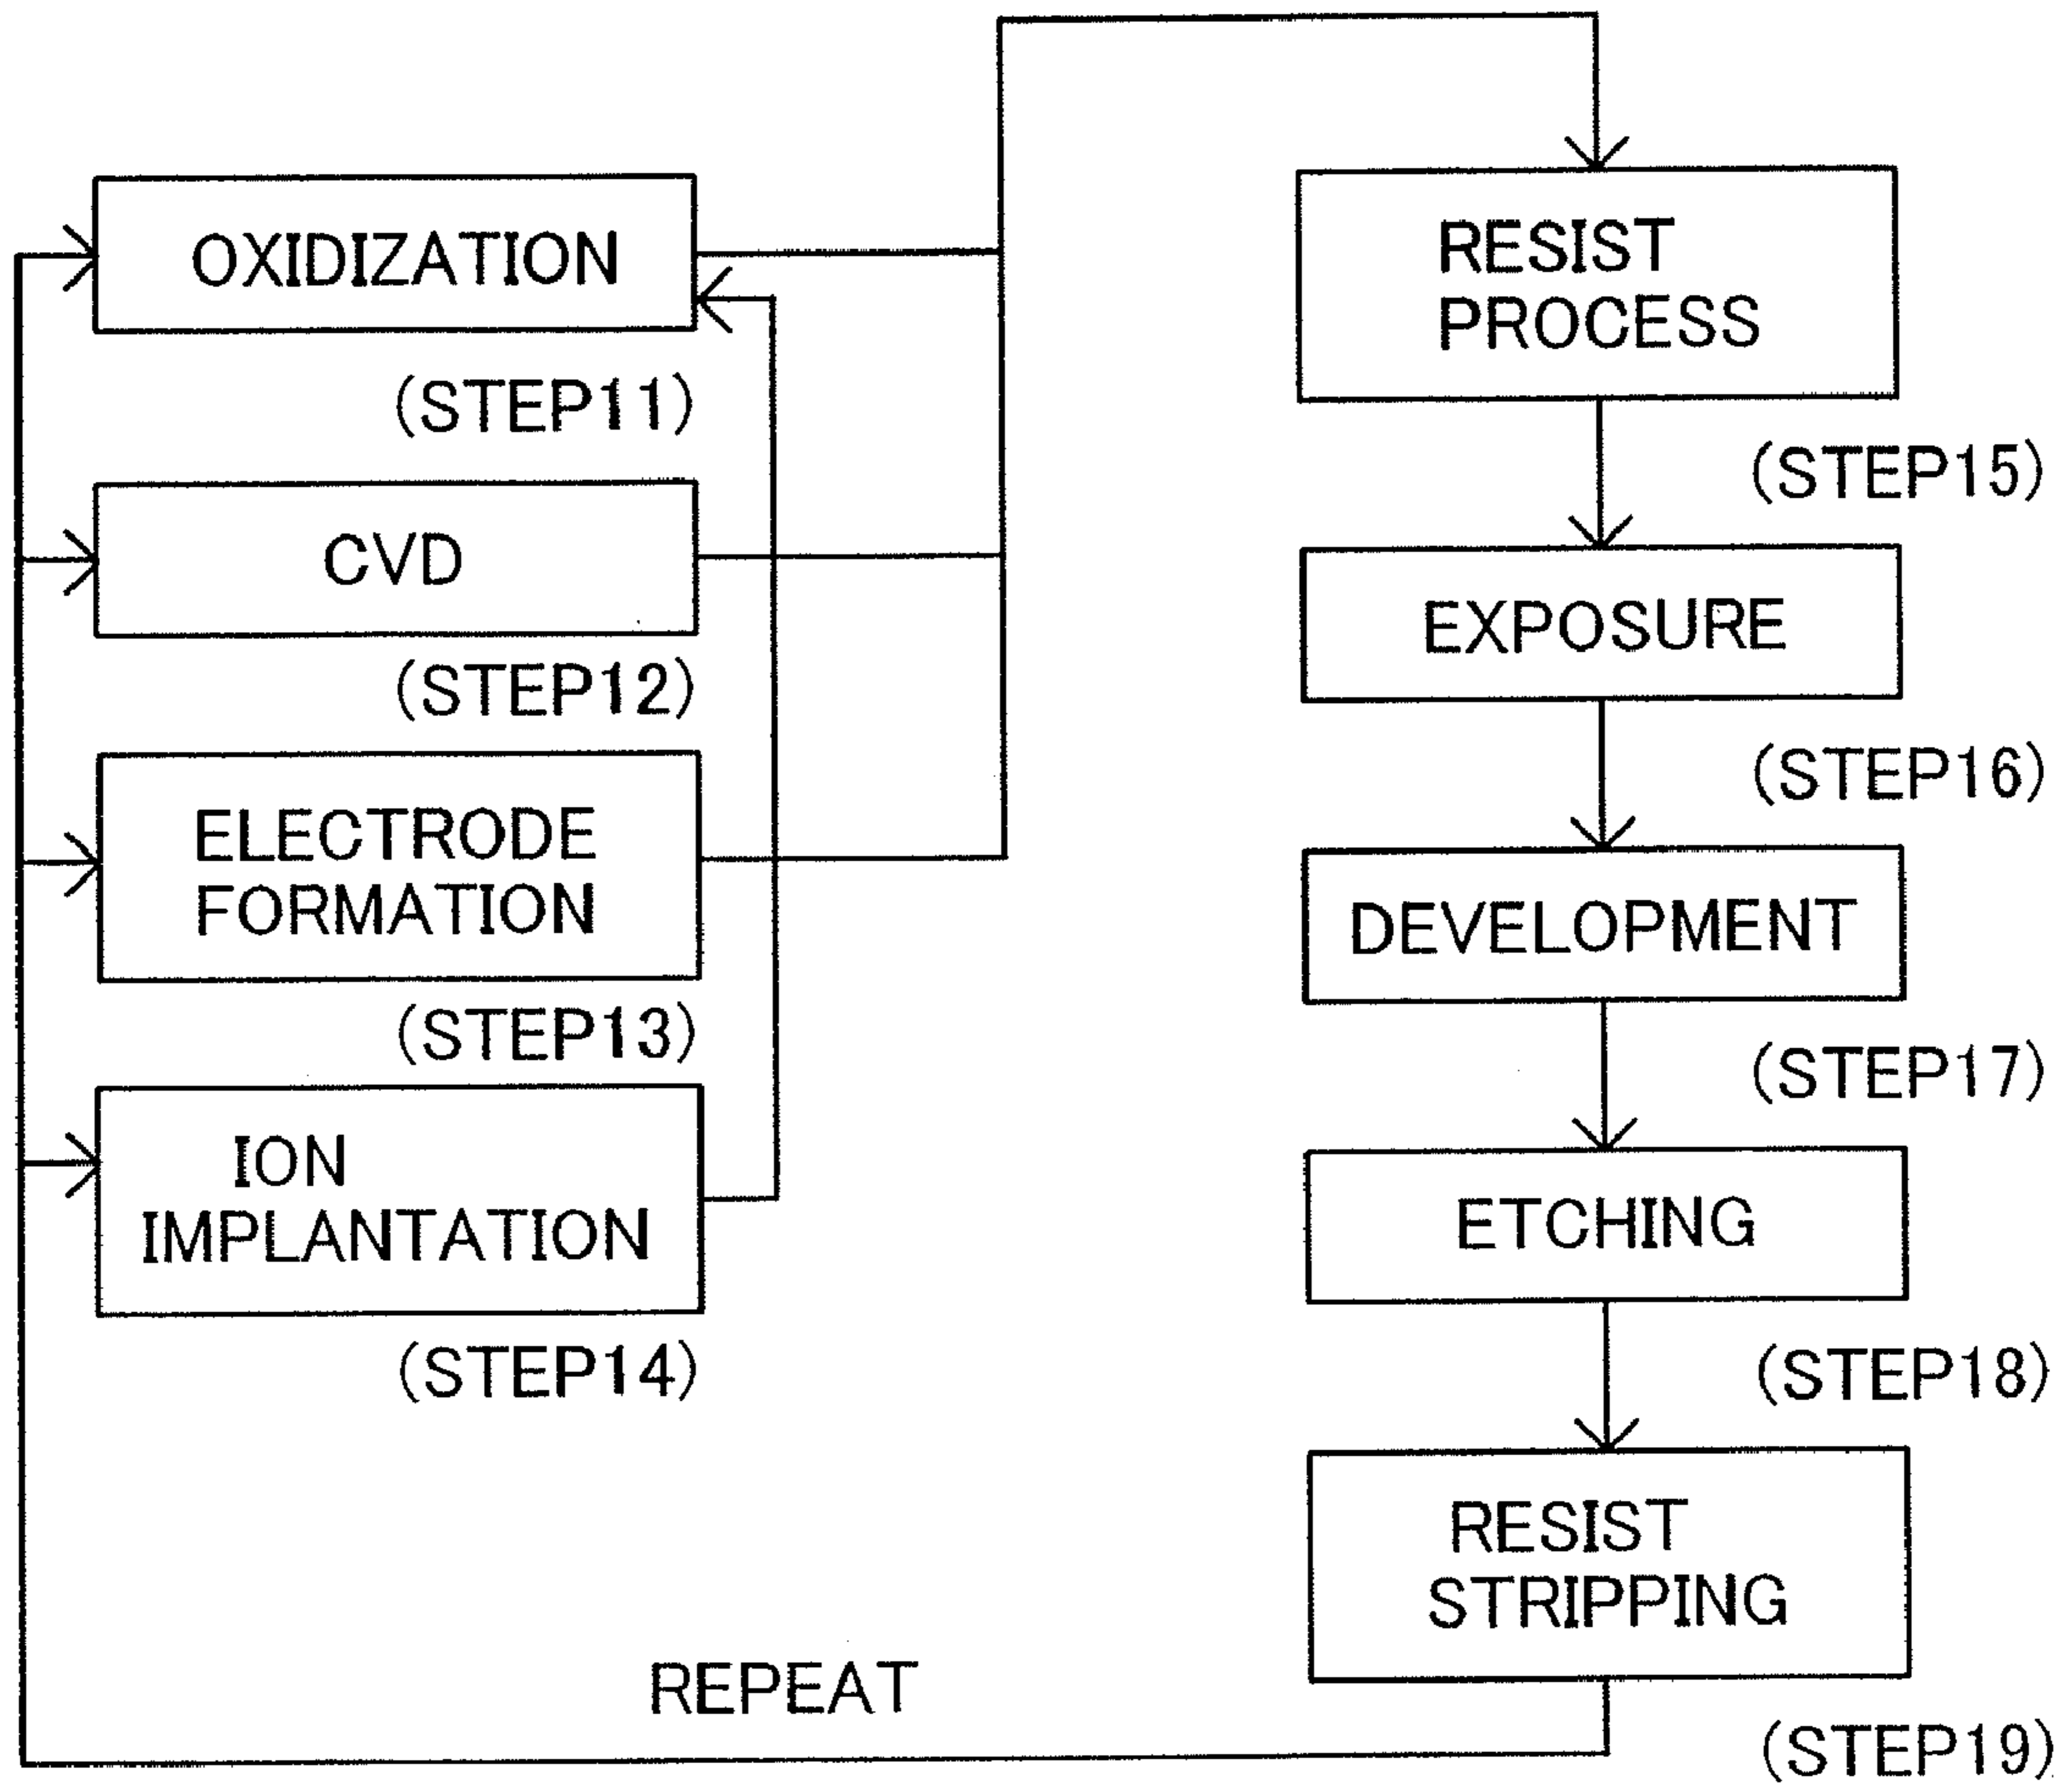 OXIDIZATION
(STEP11)
CVD
(STEP12)
ELECTRODE
FORMATION
(STEP13)
ION
IMPLANTATION
(STEP14)
RESIST
PROCESS
(STEP15)
EXPOSURE
(STEP16)
DEVELOPMENT
(STEP17)
ETCHING
(STEP18)
RESIST
STRIPPING
(STEP19)
REPEAT